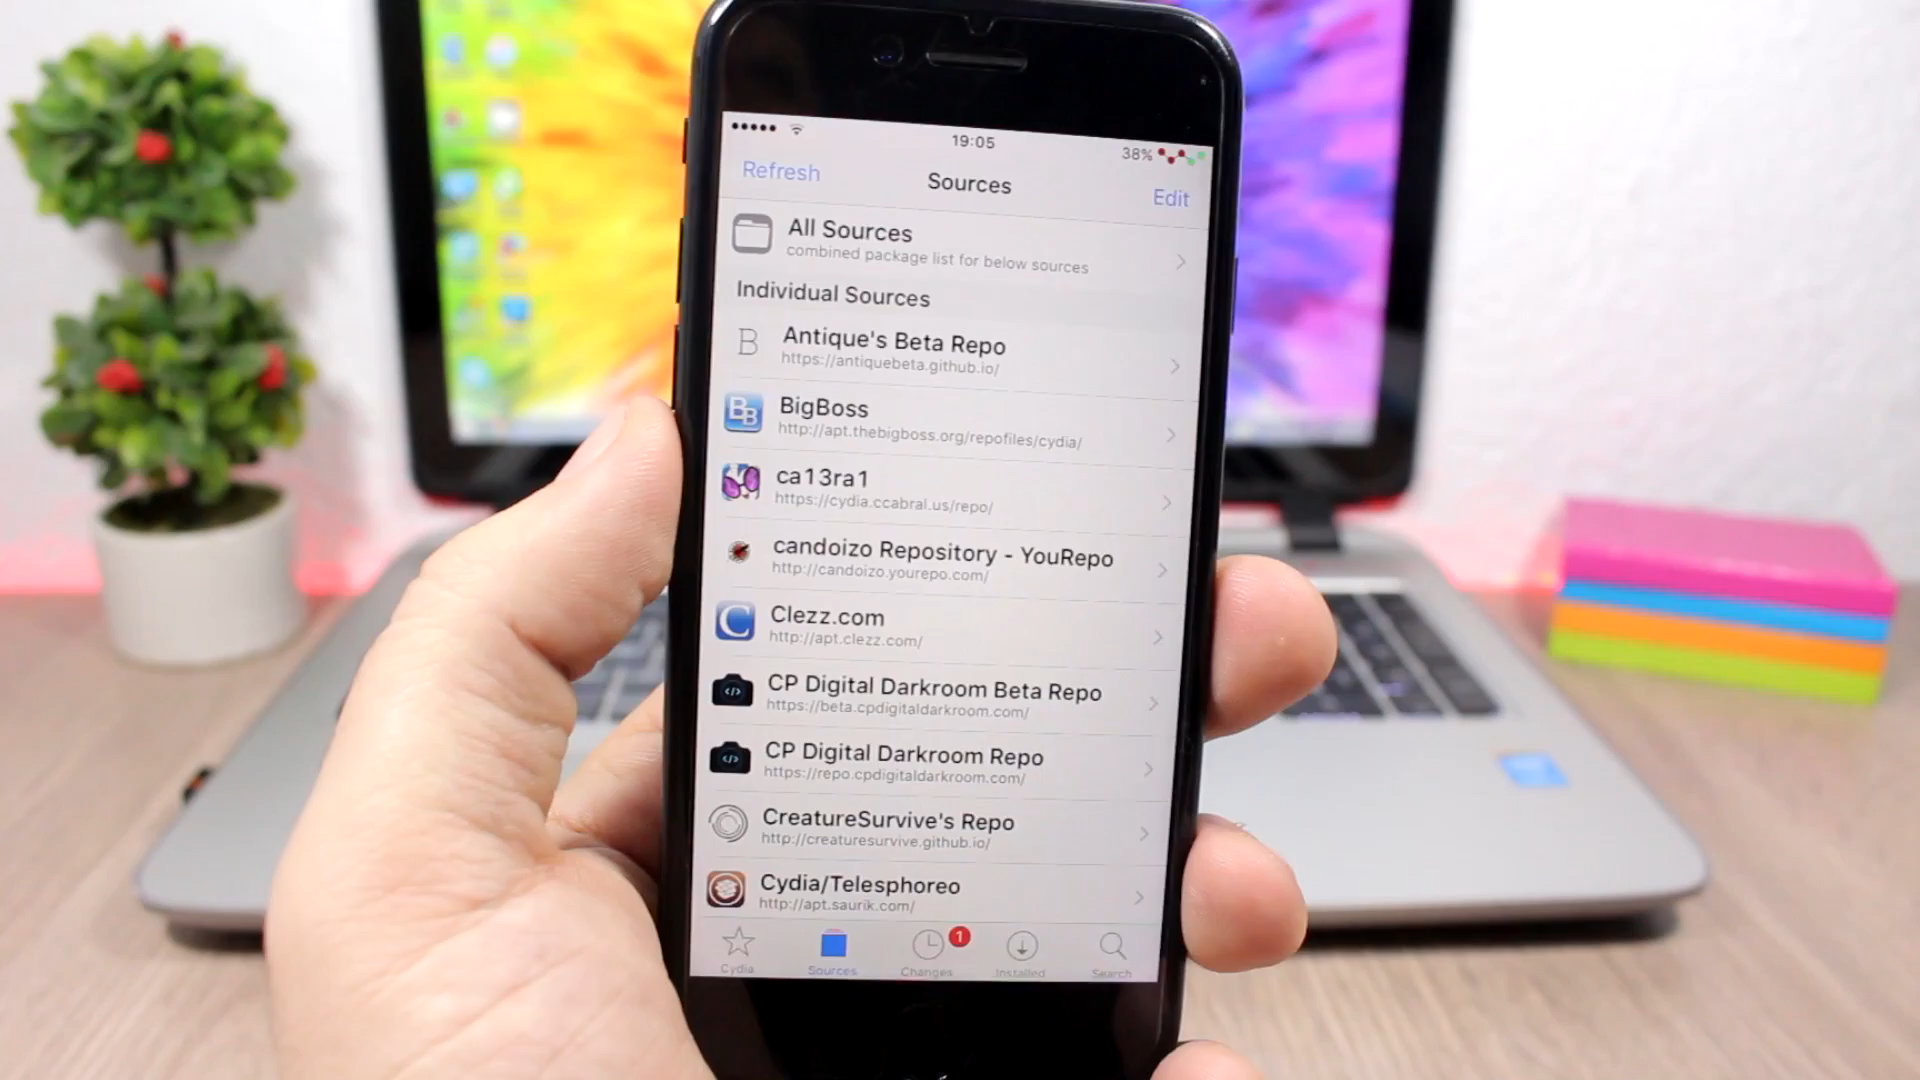 19:05
38%
Refresh
Sources
Edit
All Sources
combined package list for below sources
Individual Sources
B
Antique's Beta Repo
https://antiquebeta.github.io/
BB
BigBoss
http://apt.thebigboss.org/repofiles/cydia/
ca13ra1
https://cydia.ccabral.us/repo/
candoizo Repository - YouRepo
http://candoizo.yourepo.com/
C
Clezz.com
http://apt.clezz.com/
</>
CP Digital Darkroom Beta Repo
https://beta.cpdigitaldarkroom.com/
</>
CP Digital Darkroom Repo
https://repo.cpdigitaldarkroom.com/
CreatureSurvive's Repo
http://creaturesurvive.github.io/
Cydia/Telesphoreo
http://apt.saurik.com/
1
Cydia
Sources
Changes
Installed
Search